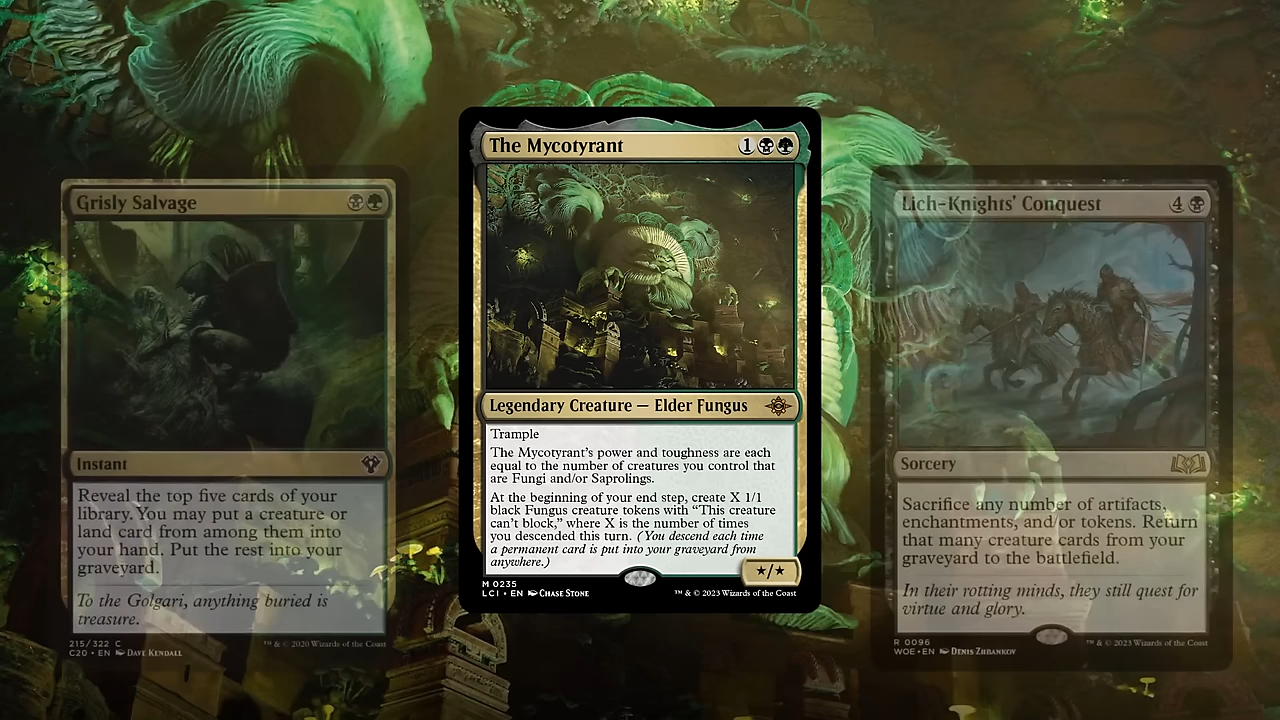 Grisly Salvage
Instant
Reveal the top five cards of your
library. You may put a creature or
land card from among them into
your hand. Put the rest into your
graveyard.
To the Golgari, anything buried is
treasure.
215/322 C
C20 • EN Dave Kendall
™ & © 2020 Wizards of the Coast
The Mycotyrant
1
Legendary Creature — Elder Fungus
Trample
The Mycotyrant's power and toughness are each
equal to the number of creatures you control that
are Fungi and/or Saprolings.
At the beginning of your end step, create X 1/1
black Fungus creature tokens with “This creature
can't block,” where X is the number of times
you descended this turn. (You descend each time
a permanent card is put into your graveyard from
anywhere.)
★/★
M 0235
LCI • EN Chase Stone
™ & © 2023 Wizards of the Coast
Lich-Knights' Conquest
4
Sorcery
Sacrifice any number of artifacts,
enchantments, and/or tokens. Return
that many creature cards from your
graveyard to the battlefield.
In their rotting minds, they still quest for
virtue and glory.
R 0096
WOE • EN Denis Zhbankov
™ & © 2023 Wizards of the Coast